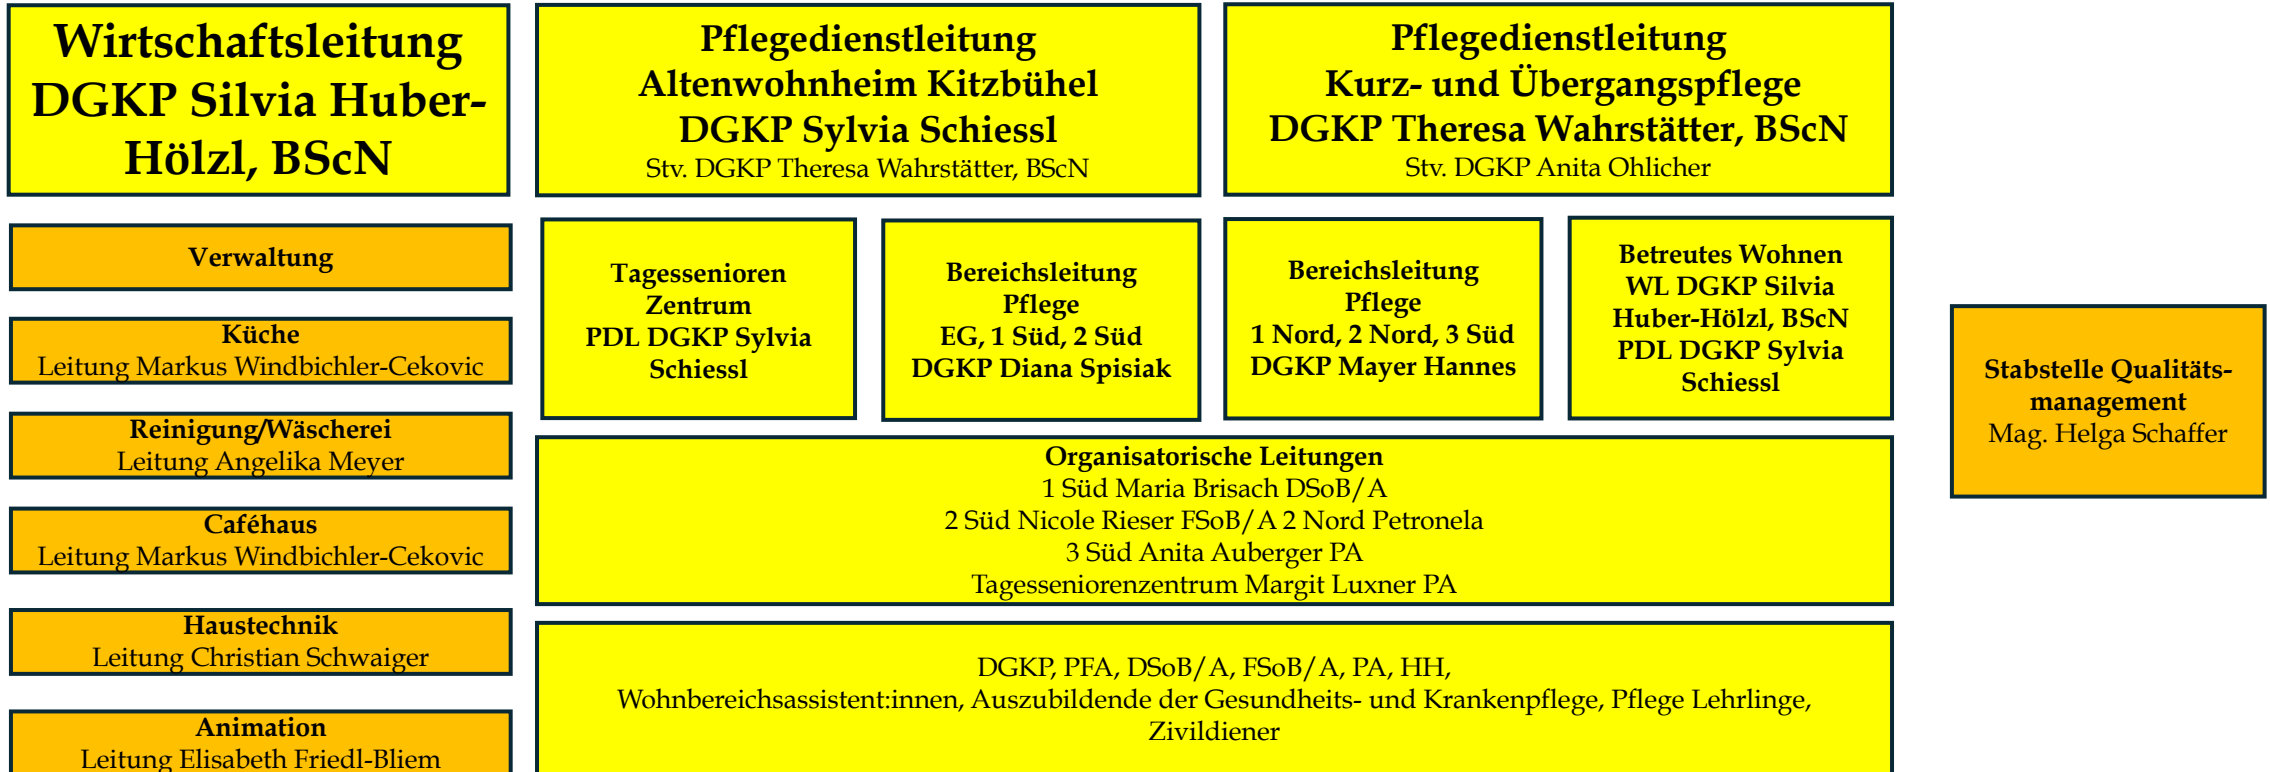 Wirtschaftsleitung
DGKP Silvia Huber-
Hölzl, BScN
Pflegedienstleitung
Altenwohnheim Kitzbühel
DGKP Sylvia Schiessl
Stv. DGKP Theresa Wahrstätter, BScN
Pflegedienstleitung
Kurz- und Übergangspflege
DGKP Theresa Wahrstätter, BScN
Stv. DGKP Anita Ohlicher
Verwaltung
Küche
Leitung Markus Windbichler-Cekovic
Reinigung/Wäscherei
Leitung Angelika Meyer
Caféhaus
Leitung Markus Windbichler-Cekovic
Haustechnik
Leitung Christian Schwaiger
Animation
Leitung Elisabeth Friedl-Bliem
Tagessenioren
Zentrum
PDL DGKP Sylvia
Schiessl
Bereichsleitung
Pflege
EG, 1 Süd, 2 Süd
DGKP Diana Spisiak
Bereichsleitung
Pflege
1 Nord, 2 Nord, 3 Süd
DGKP Mayer Hannes
Betreutes Wohnen
WL DGKP Silvia
Huber-Hölzl, BScN
PDL DGKP Sylvia
Schiessl
Organisatorische Leitungen
1 Süd Maria Brisach DSoB/A
2 Süd Nicole Rieser FSoB/A 2 Nord Petronela
3 Süd Anita Auberger PA
Tagesseniorenzentrum Margit Luxner PA
DGKP, PFA, DSoB/A, FSoB/A, PA, HH,
Wohnbereichsassistent:innen, Auszubildende der Gesundheits- und Krankenpflege, Pflege Lehrlinge,
Zivildiener
Stabstelle Qualitäts-
management
Mag. Helga Schaffer